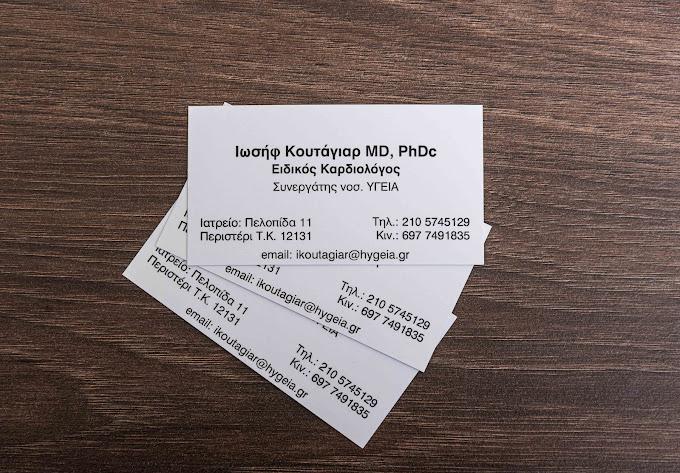 Ιωσήφ Κουτάγιαρ MD, PhDc
Ειδικός Καρδιολόγος
Συνεργάτης νοσ. ΥΓΕΙΑ
Ιατρείο: Πελοπίδα 11
Περιστέρι Τ.Κ. 12131
Τηλ.: 210 5745129
Κιν.: 697 7491835
email: ikoutagiar@hygeia.gr
email: ikoutagiar@hygeia.gr
Τηλ.: 210 5745129
Κιν.: 697 7491835
Ιατρείο: Πελοπίδα 11
Περιστέρι Τ.Κ. 12131
ΓΕΙΑ
email: ikoutagiar@hygeia.gr
Τηλ.: 210 5745129
Κιν.: 697 7491835